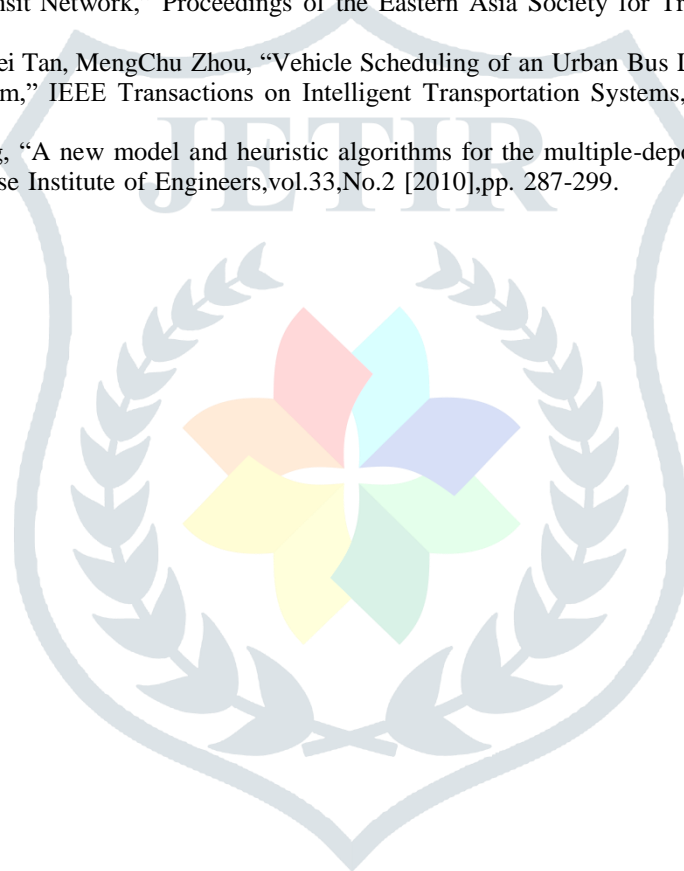 nsit Network,” Proceedings of the Eastern Asia Society for Tr
ei Tan, MengChu Zhou, “Vehicle Scheduling of an Urban Bus L
m,” IEEE Transactions on Intelligent Transportation Systems,
g, “A new model and heuristic algorithms for the multiple-depo
se Institute of Engineers,vol.33,No.2 [2010],pp. 287-299.
JETIR